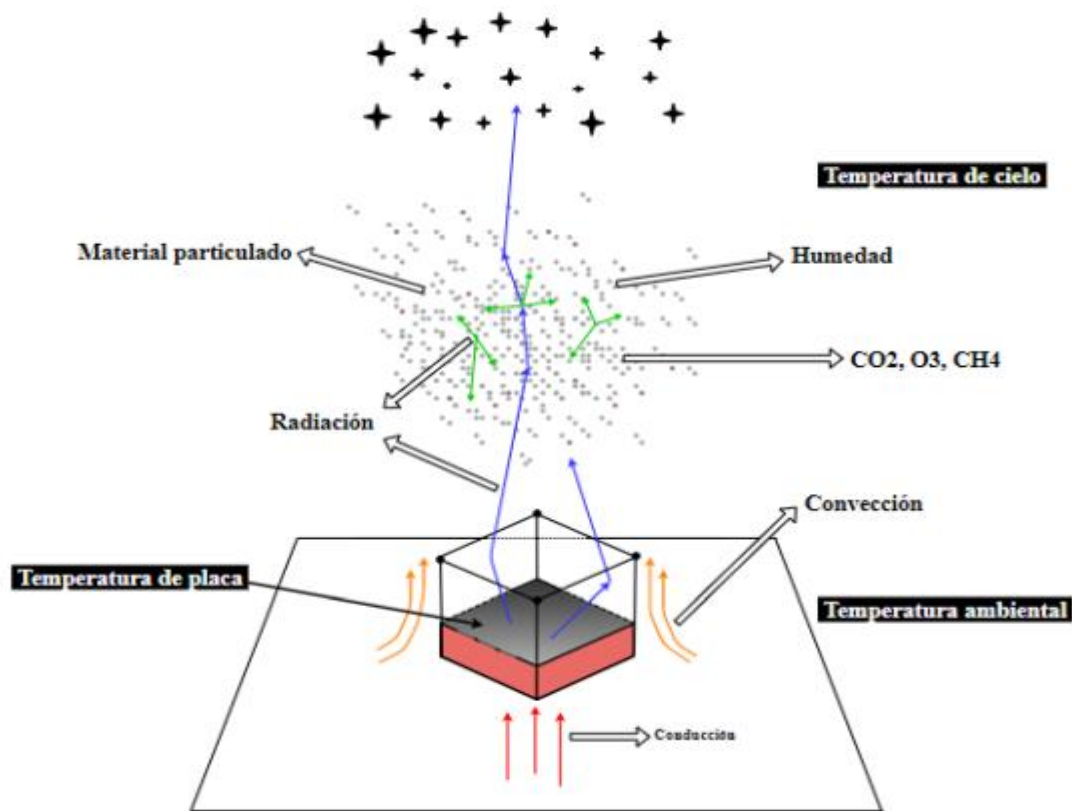 Temperatura de cielo
Material particulado
Humedad
CO2, O3, CH4
Radiación
Convección
Temperatura de placa
Temperatura ambiental
Conducción